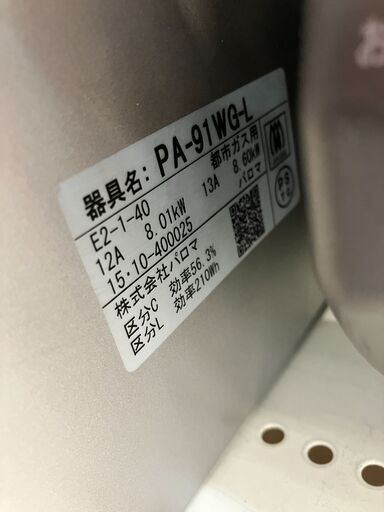 器具名: PA-91WG-L
E2-1-40 都市ガス用
12A 8.01kW 13A 8.60kW
15.10-400025 パロマ
株式会社パロマ
区分C 効率56.3%
区分L 効率210Wh
お